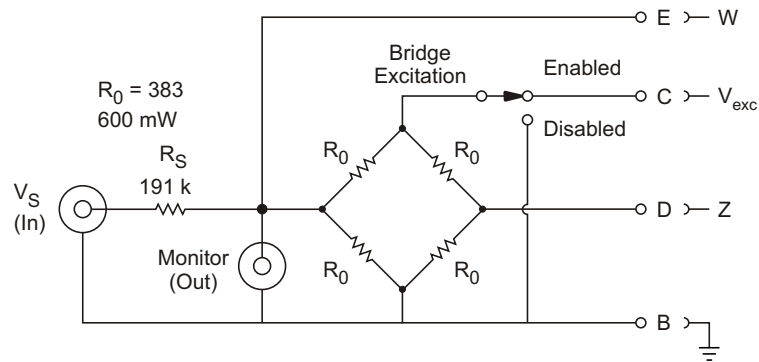 E W
Bridge
Excitation
Enabled
R0 = 383
600 mW
C Vexc
Disabled
RS
191 k
R0 R0
VS
(In)
D Z
Monitor
(Out)
R0 R0
B